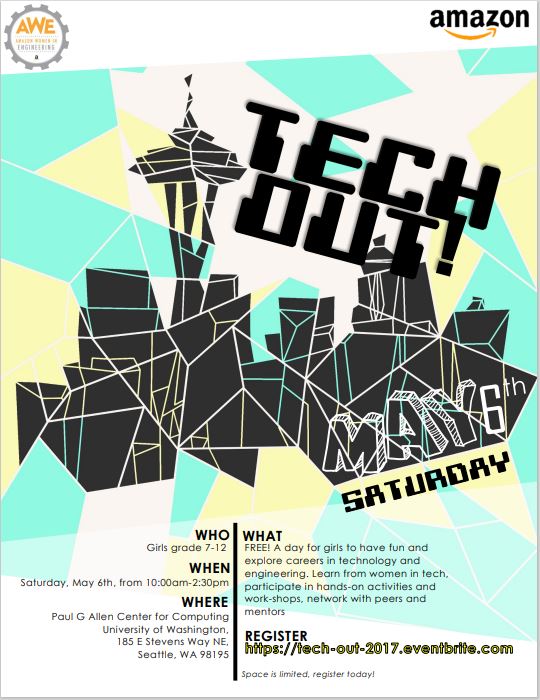 AWE
AMAZON WOMEN IN
ENGINEERING
a
amazon
TECH
OUT!
MAY 6th
SATURDAY
WHO
Girls grade 7-12
WHEN
Saturday, May 6th, from 10:00am-2:30pm
WHERE
Paul G Allen Center for Computing
University of Washington,
185 E Stevens Way NE,
Seattle, WA 98195
WHAT
FREE! A day for girls to have fun and
explore careers in technology and
engineering. Learn from women in tech,
participate in hands-on activities and
work-shops, network with peers and
mentors
REGISTER
https://tech-out-2017.eventbrite.com
Space is limited, register today!